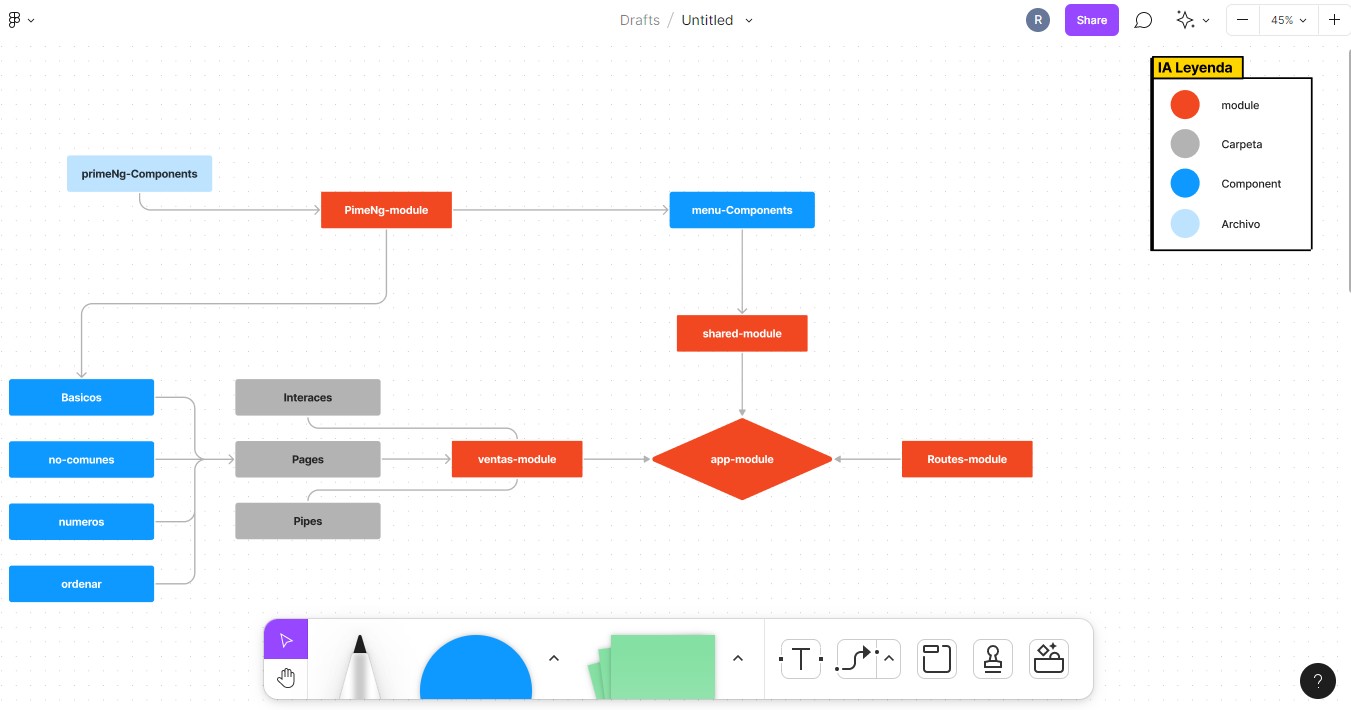 Drafts / Untitled
R
Share
45%
IA Leyenda
module
Carpeta
Component
Archivo
primeNg-Components
PimeNg-module
menu-Components
shared-module
Basicos
Interaces
no-comunes
Pages
ventas-module
app-module
Routes-module
numeros
Pipes
ordenar
T
?